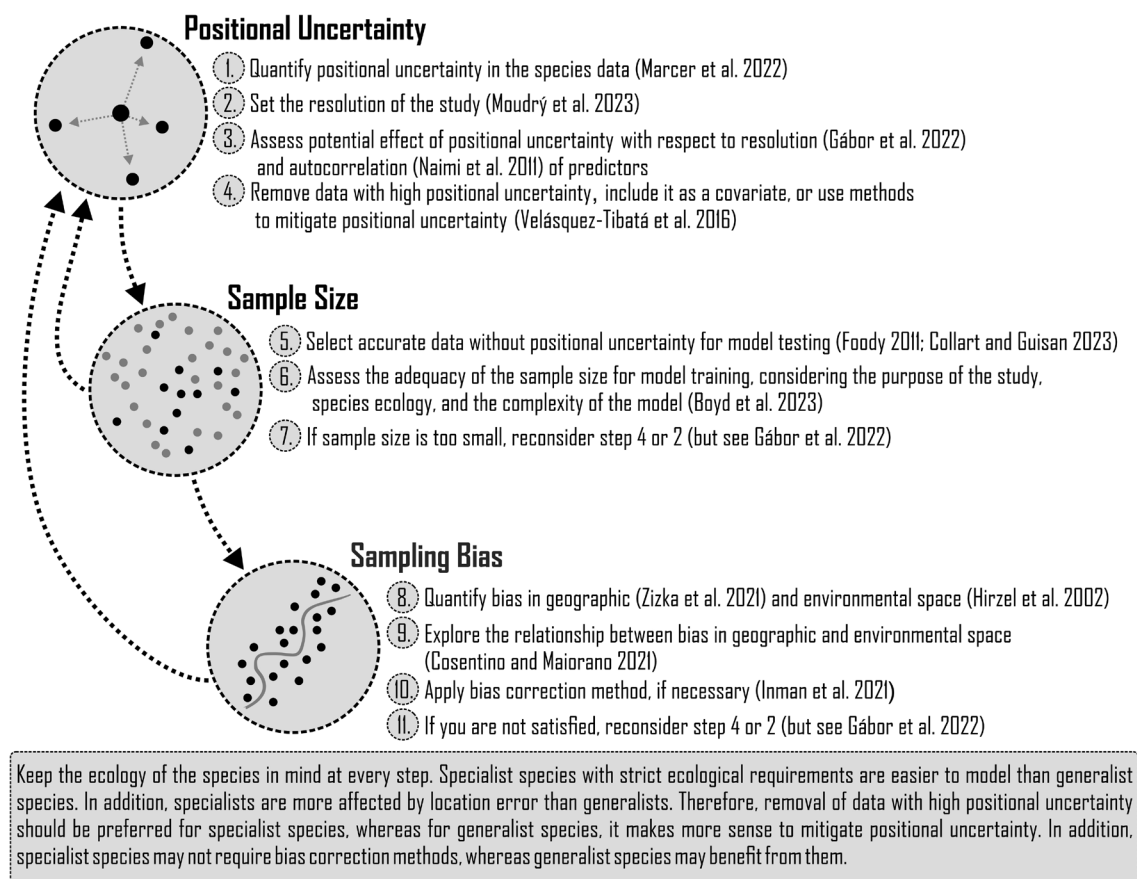 Positional Uncertainty
1. Quantify positional uncertainty in the species data (Marcer et al. 2022)
2. Set the resolution of the study (Moudrý et al. 2023)
3. Assess potential effect of positional uncertainty with respect to resolution (Gábor et al. 2022)
and autocorrelation (Naimi et al. 2011) of predictors
4. Remove data with high positional uncertainty, include it as a covariate, or use methods
to mitigate positional uncertainty (Velásquez-Tibatá et al. 2016)
Sample Size
5. Select accurate data without positional uncertainty for model testing (Foody 2011; Collart and Guisan 2023)
6. Assess the adequacy of the sample size for model training, considering the purpose of the study,
species ecology, and the complexity of the model (Boyd et al. 2023)
7. If sample size is too small, reconsider step 4 or 2 (but see Gábor et al. 2022)
Sampling Bias
8. Quantify bias in geographic (Zizka et al. 2021) and environmental space (Hirzel et al. 2002)
9. Explore the relationship between bias in geographic and environmental space
(Cosentino and Maiorano 2021)
10. Apply bias correction method, if necessary (Inman et al. 2021)
11. If you are not satisfied, reconsider step 4 or 2 (but see Gábor et al. 2022)
Keep the ecology of the species in mind at every step. Specialist species with strict ecological requirements are easier to model than generalist
species. In addition, specialists are more affected by location error than generalists. Therefore, removal of data with high positional uncertainty
should be preferred for specialist species, whereas for generalist species, it makes more sense to mitigate positional uncertainty. In addition,
specialist species may not require bias correction methods, whereas generalist species may benefit from them.